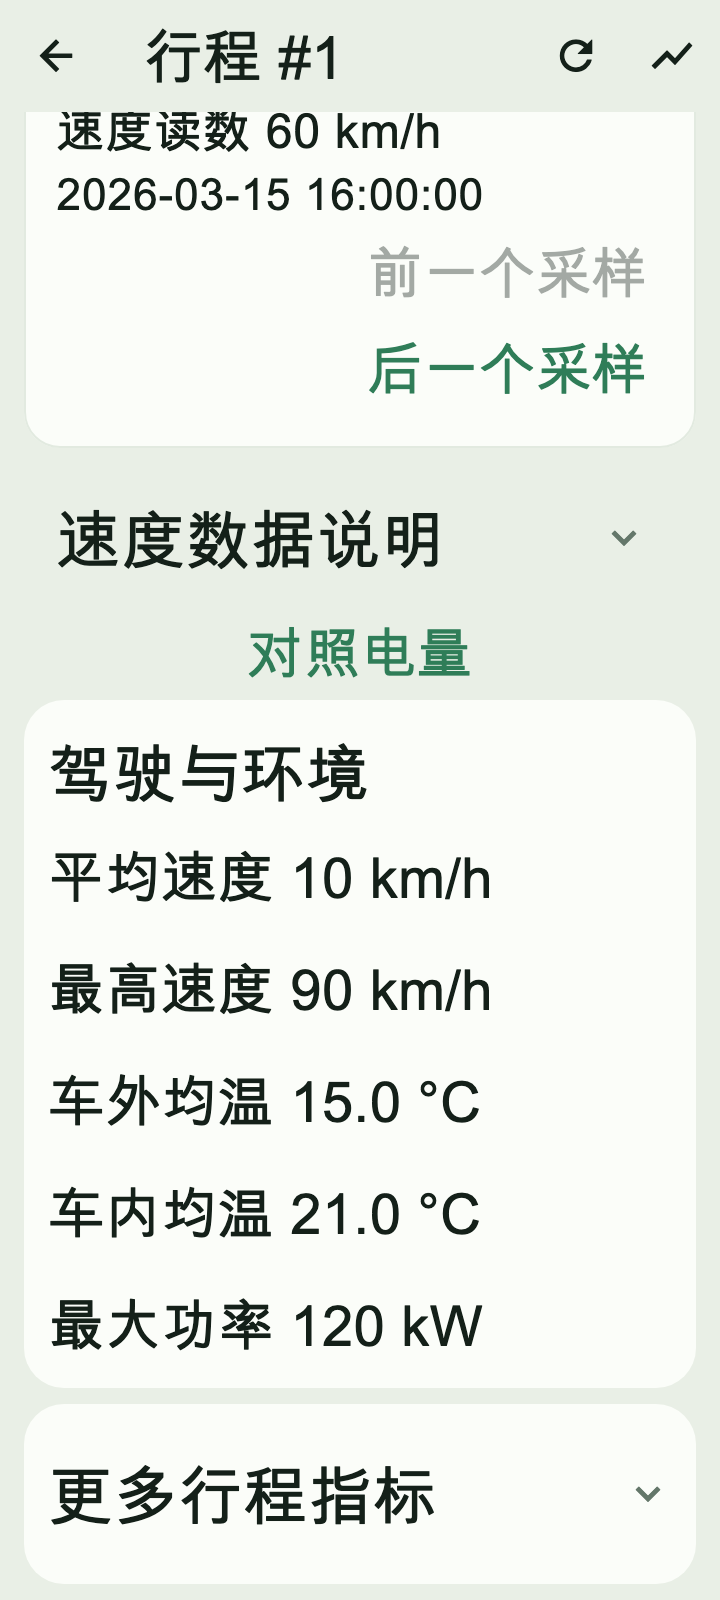 行程 #1
速度读数 60 km/h
2026-03-15 16:00:00
前一个采样
后一个采样
速度数据说明
对照电量
驾驶与环境
平均速度 10 km/h
最高速度 90 km/h
车外均温 15.0 °C
车内均温 21.0 °C
最大功率 120 kW
更多行程指标